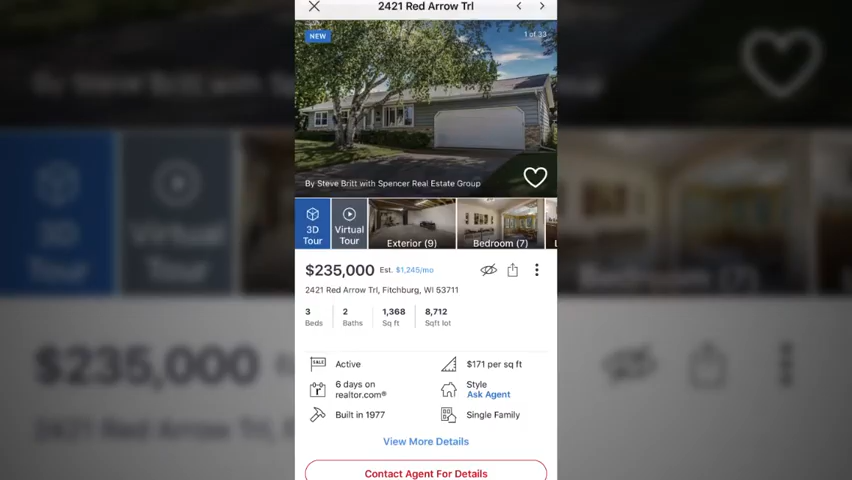 2421 Red Arrow Trl
NEW
1 of 33
By Steve Britt with Spencer Real Estate Group
3D
Tour
Virtual
Tour
Exterior (9)
Bedroom (7)
$235,000 Est. $1,245/mo
2421 Red Arrow Trl, Fitchburg, WI 53711
3 2 1,368 8,712
Beds Baths Sq ft Sqft lot
SALE Active
$171 per sq ft
6 days on
realtor.com®
Style
Ask Agent
Built in 1977
Single Family
View More Details
Contact Agent For Details